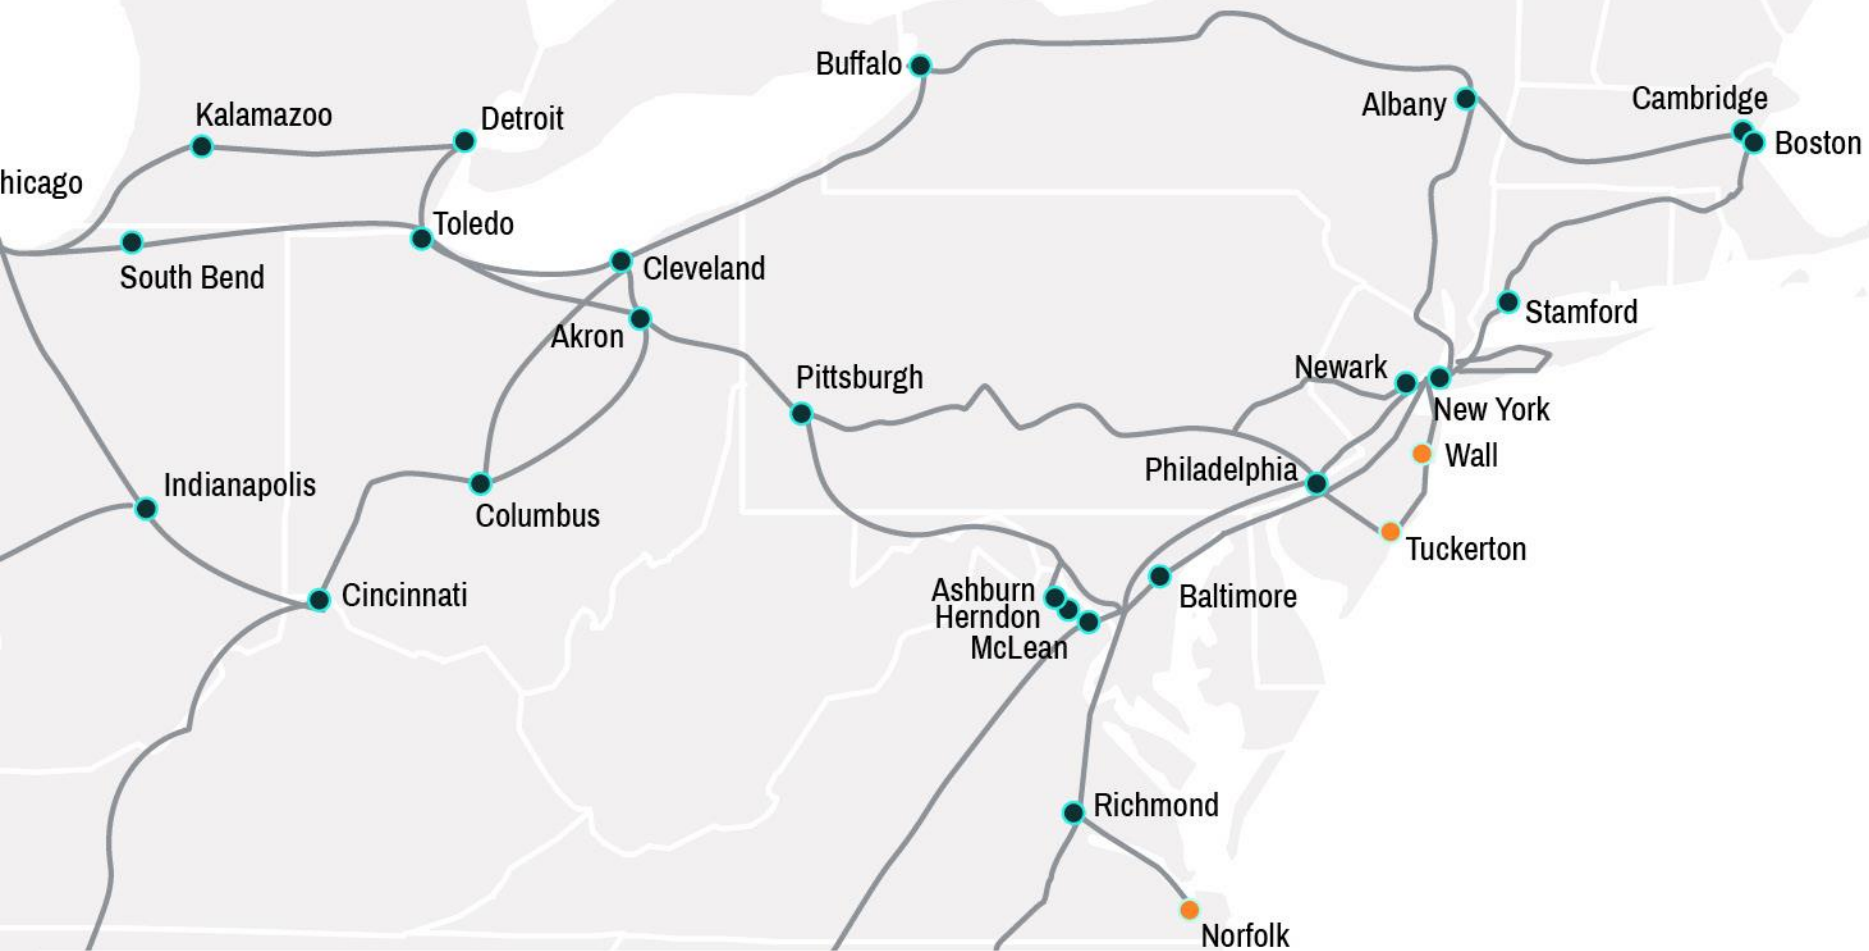 Buffalo
Kalamazoo
Detroit
Albany
Cambridge
Boston
hicago
Toledo
South Bend
Cleveland
Stamford
Akron
Newark
Pittsburgh
New York
Wall
Philadelphia
Indianapolis
Columbus
Tuckerton
Cincinnati
Ashburn
Baltimore
Herndon
McLean
Richmond
Norfolk